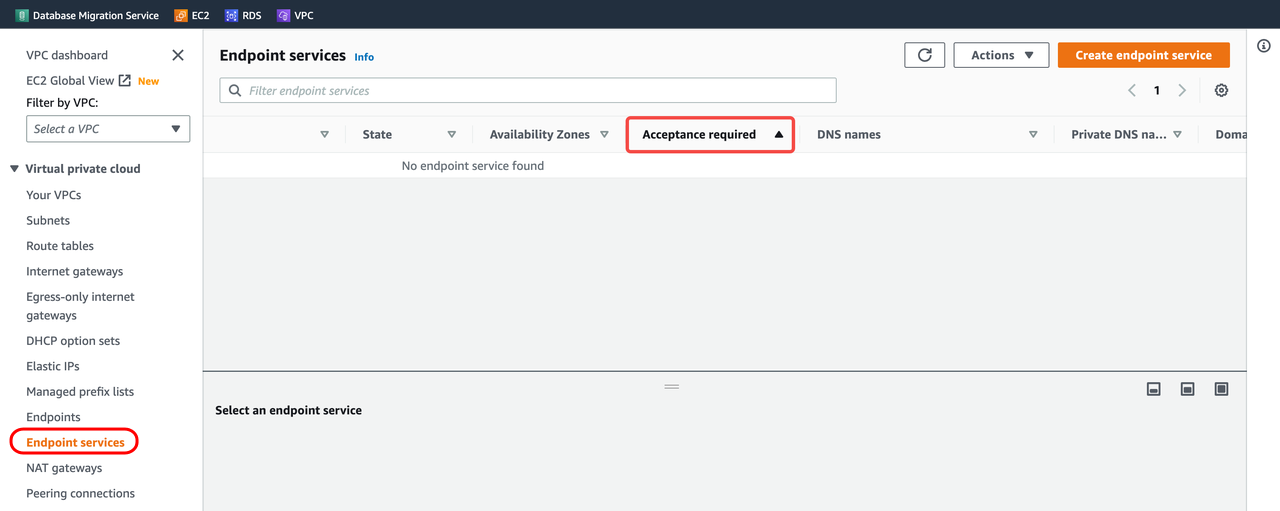 Database Migration Service EC2 RDS VPC
VPC dashboard
EC2 Global View New
Filter by VPC:
Select a VPC
Virtual private cloud
Your VPCs
Subnets
Route tables
Internet gateways
Egress-only internet
gateways
DHCP option sets
Elastic IPs
Managed prefix lists
Endpoints
Endpoint services
NAT gateways
Peering connections
Endpoint services Info
Actions
Create endpoint service
Filter endpoint services
1
State Availability Zones Acceptance required DNS names Private DNS na... Doma
No endpoint service found
Select an endpoint service